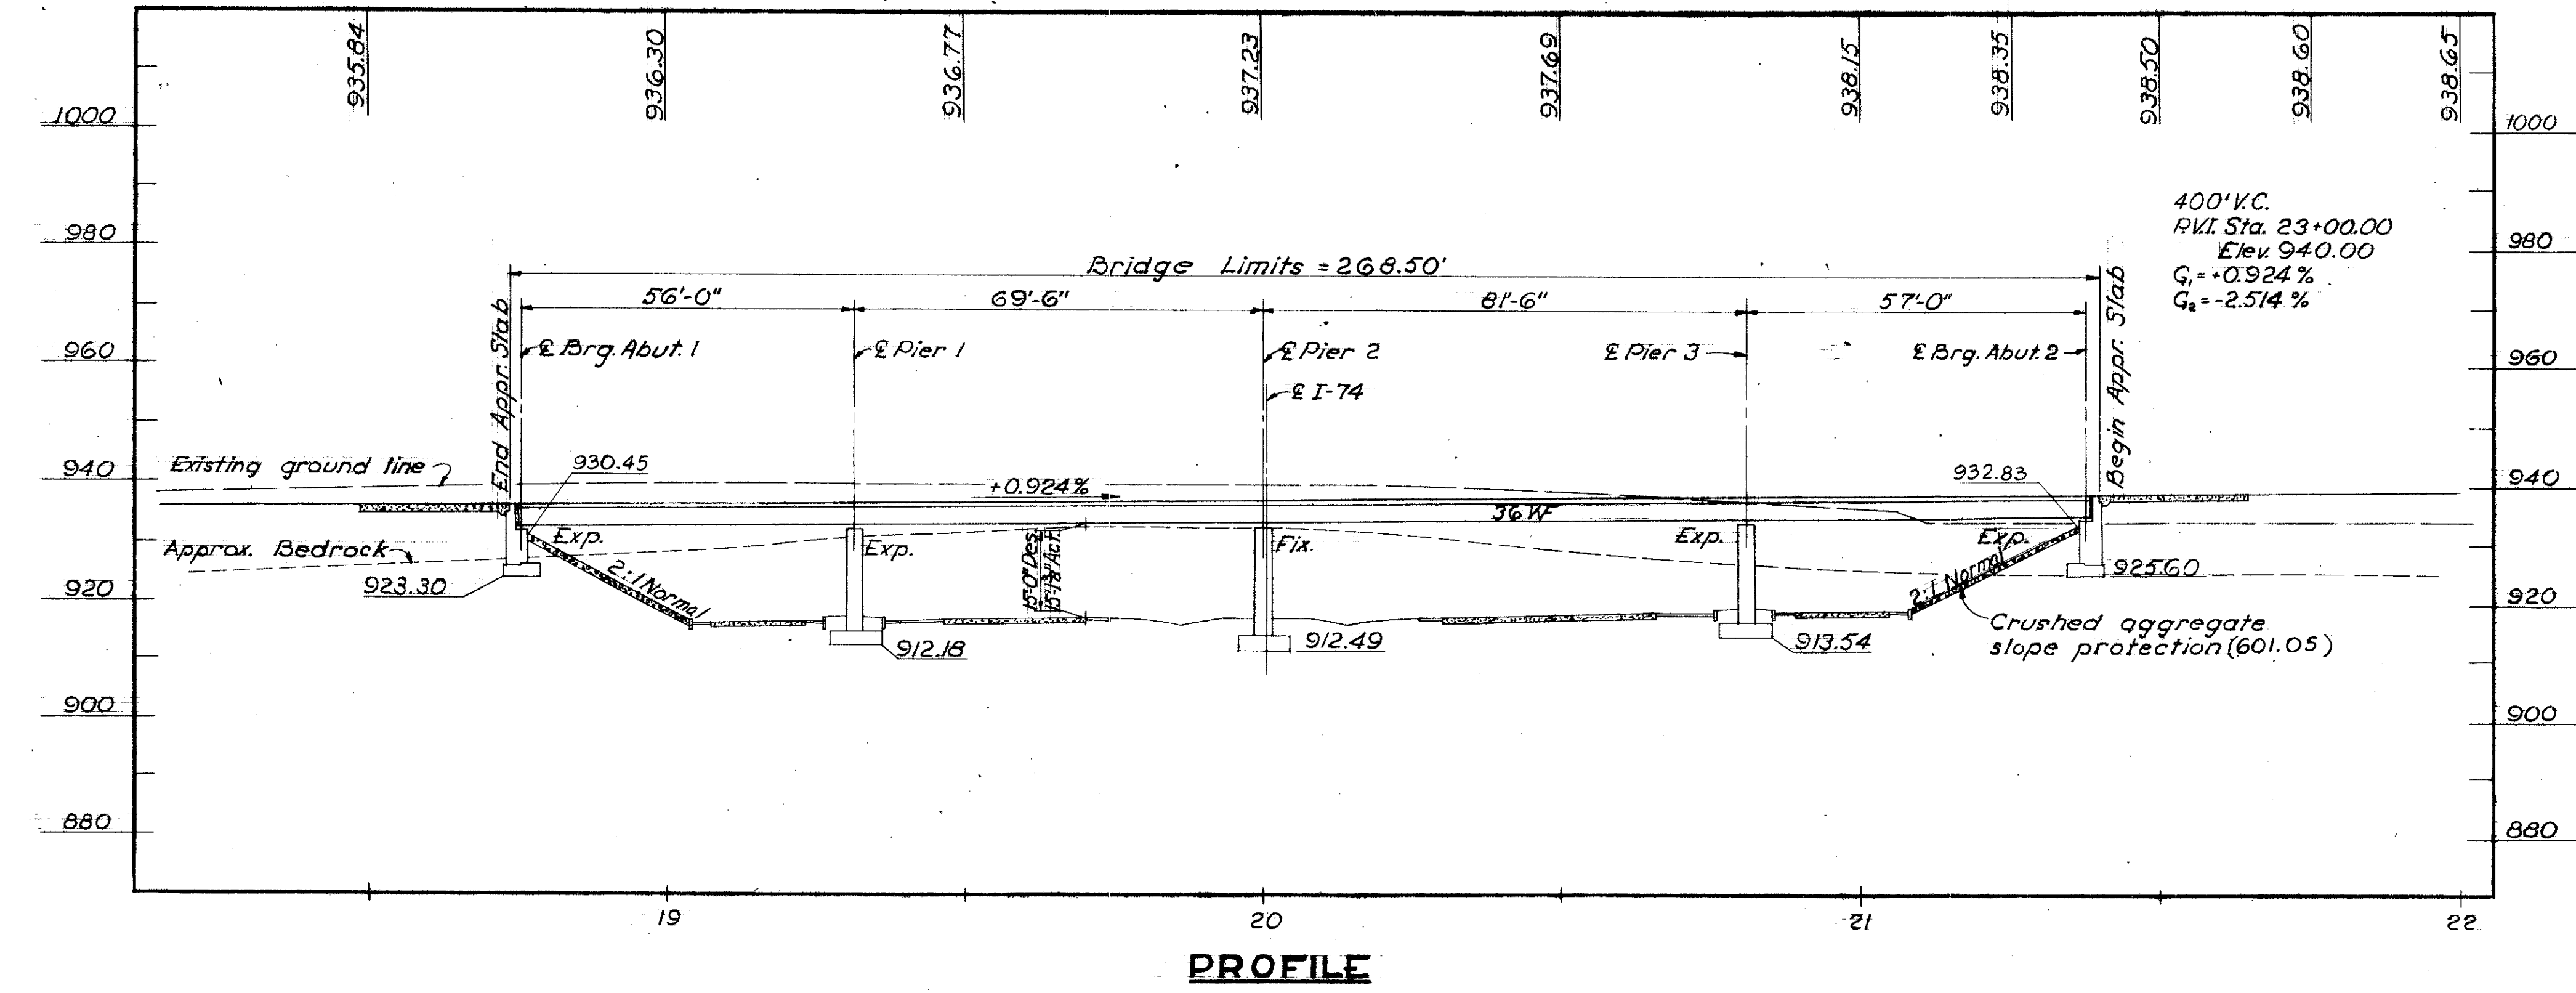 935.84
936.30
936.77
937.23
937.69
938.15
938.35
938.50
938.60
938.65
1000
1000
980
980
960
960
940
940
920
920
900
900
880
880
400' V.C.
P.V.I. Sta. 23+00.00
Elev. 940.00
G₁ = +0.924 %
G₂ = -2.514 %
Bridge Limits = 268.50'
56'-0"
69'-6"
81'-6"
57'-0"
End Appr. Slab
℄ Brg. Abut. 1
℄ Pier 1
℄ Pier 2
℄ I-74
℄ Pier 3
℄ Brg. Abut. 2
Begin Appr. Slab
Existing ground line
930.45
+0.924%
932.83
36 WF
Approx. Bedrock
Exp.
Exp.
15'-0" Des.
15'-1⅛" Act.
Fix.
Exp.
Exp.
923.30
2:1 Normal
2:1 Normal
925.60
912.18
912.49
913.54
Crushed aggregate
slope protection (601.05)
19
20
21
22
PROFILE